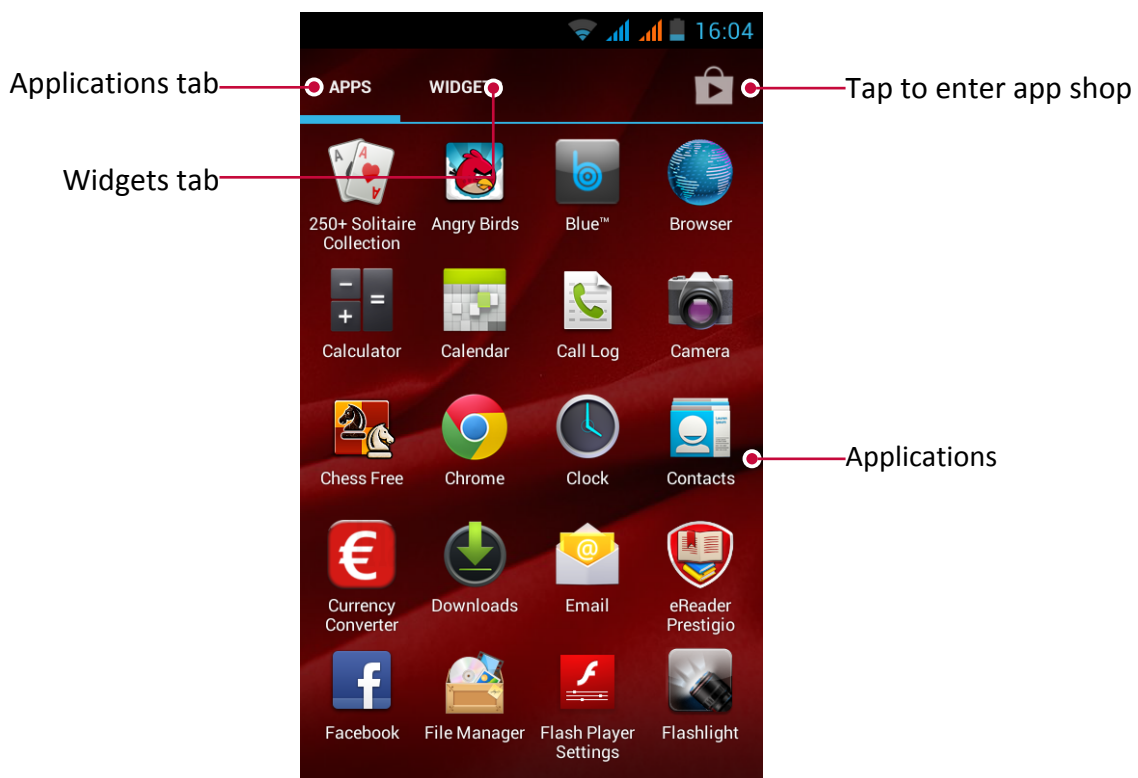 16:04
Applications tab
APPS
WIDGET
Tap to enter app shop
Widgets tab
A A
A
250+ Solitaire
Collection
Angry Birds
Blue™
Browser
Calculator
Calendar
Call Log
Camera
Chess Free
Chrome
Clock
Contacts
Applications
€
@
Currency
Converter
Downloads
Email
eReader
Prestigio
f
Facebook
File Manager
Flash Player
Settings
Flashlight